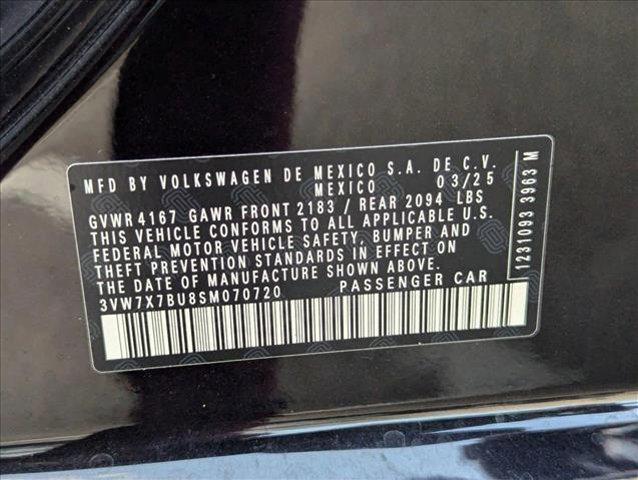 MFD BY VOLKSWAGEN DE MEXICO S.A. DE C.V.
MEXICO 03/25
GVWR 4167 GAWR FRONT 2183 / REAR 2094 LBS
THIS VEHICLE CONFORMS TO ALL APPLICABLE U.S.
FEDERAL MOTOR VEHICLE SAFETY, BUMPER AND
THEFT PREVENTION STANDARDS IN EFFECT ON
THE DATE OF MANUFACTURE SHOWN ABOVE.
3VW7X7BU8SM070720 PASSENGER CAR
1231093 3963 M